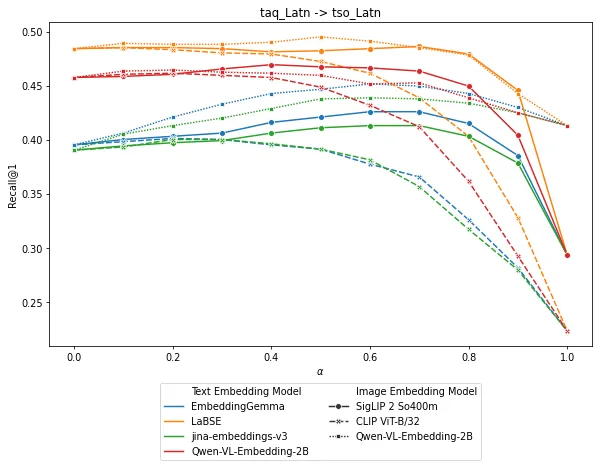 taq_Latn -> tso_Latn
0.50
0.45
0.40
0.35
0.30
0.25
Recall@1
0.0 0.2 0.4 0.6 0.8 1.0
α
Text Embedding Model
EmbeddingGemma
LaBSE
jina-embeddings-v3
Qwen-VL-Embedding-2B
Image Embedding Model
SigLIP 2 So400m
CLIP ViT-B/32
Qwen-VL-Embedding-2B